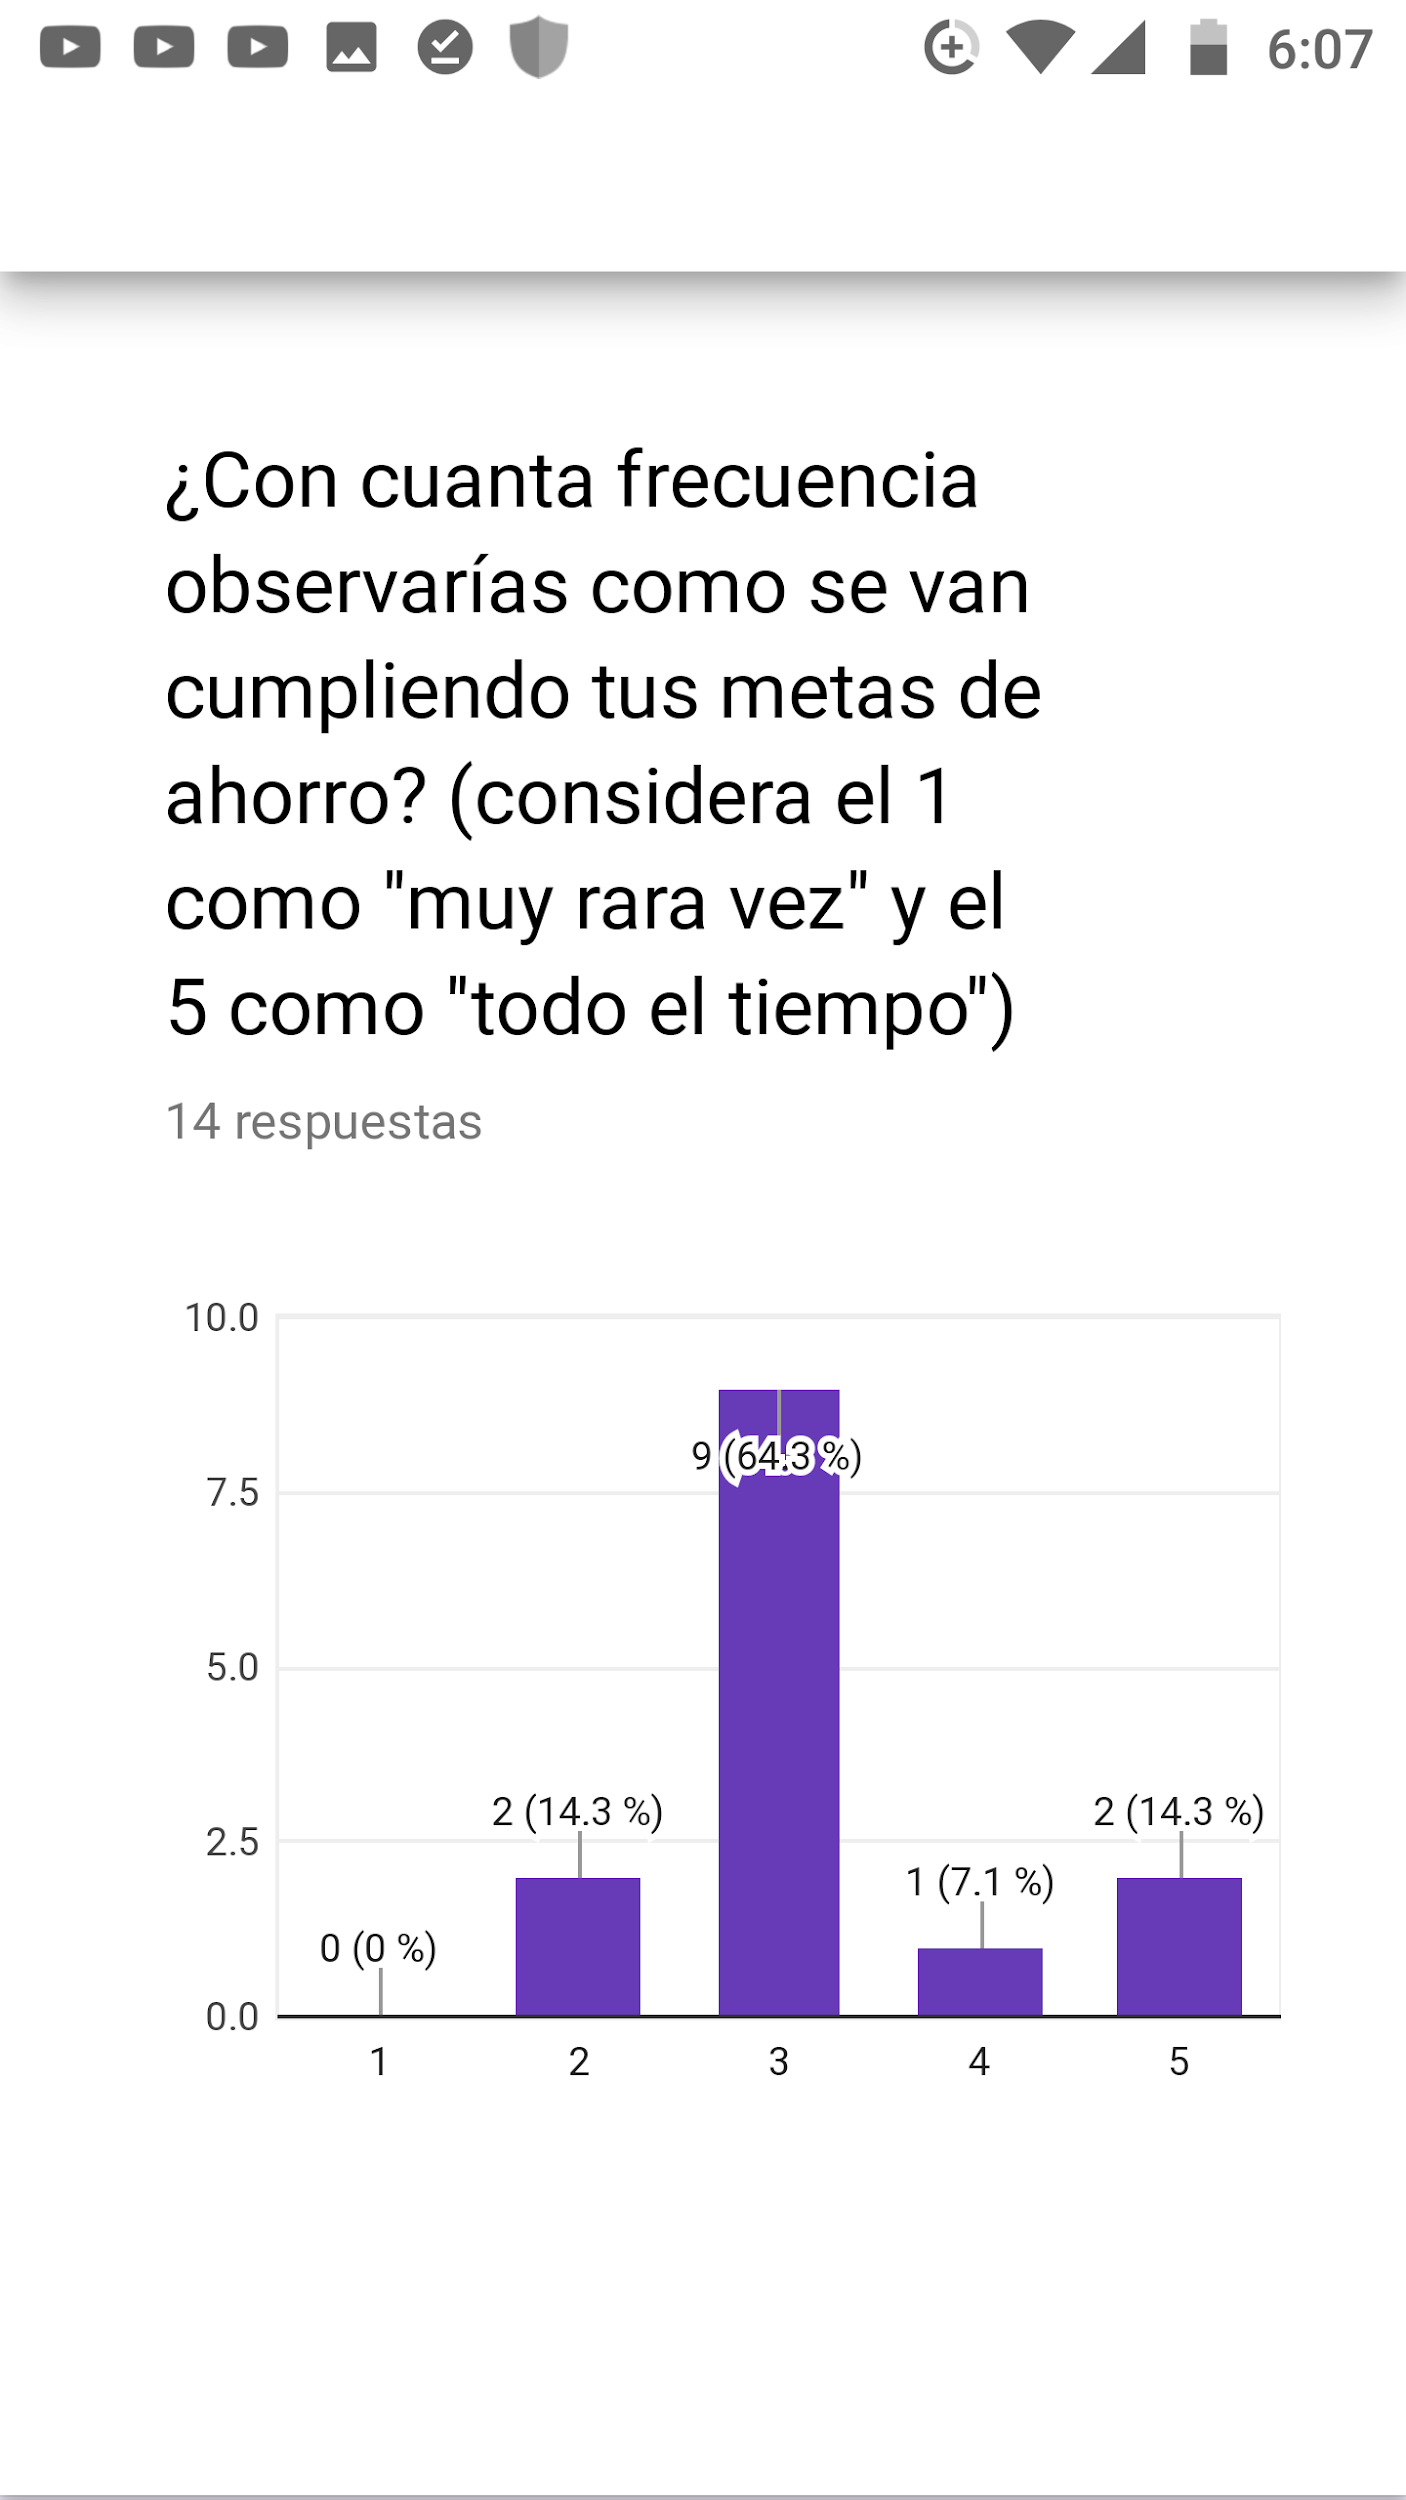 6:07
¿Con cuanta frecuencia
observarías como se van
cumpliendo tus metas de
ahorro? (considera el 1
como "muy rara vez" y el
5 como "todo el tiempo")
14 respuestas
10.0
9 (64.3 %)
7.5
5.0
2 (14.3 %)
2 (14.3 %)
2.5
1 (7.1 %)
0 (0 %)
0.0
1 2 3 4 5